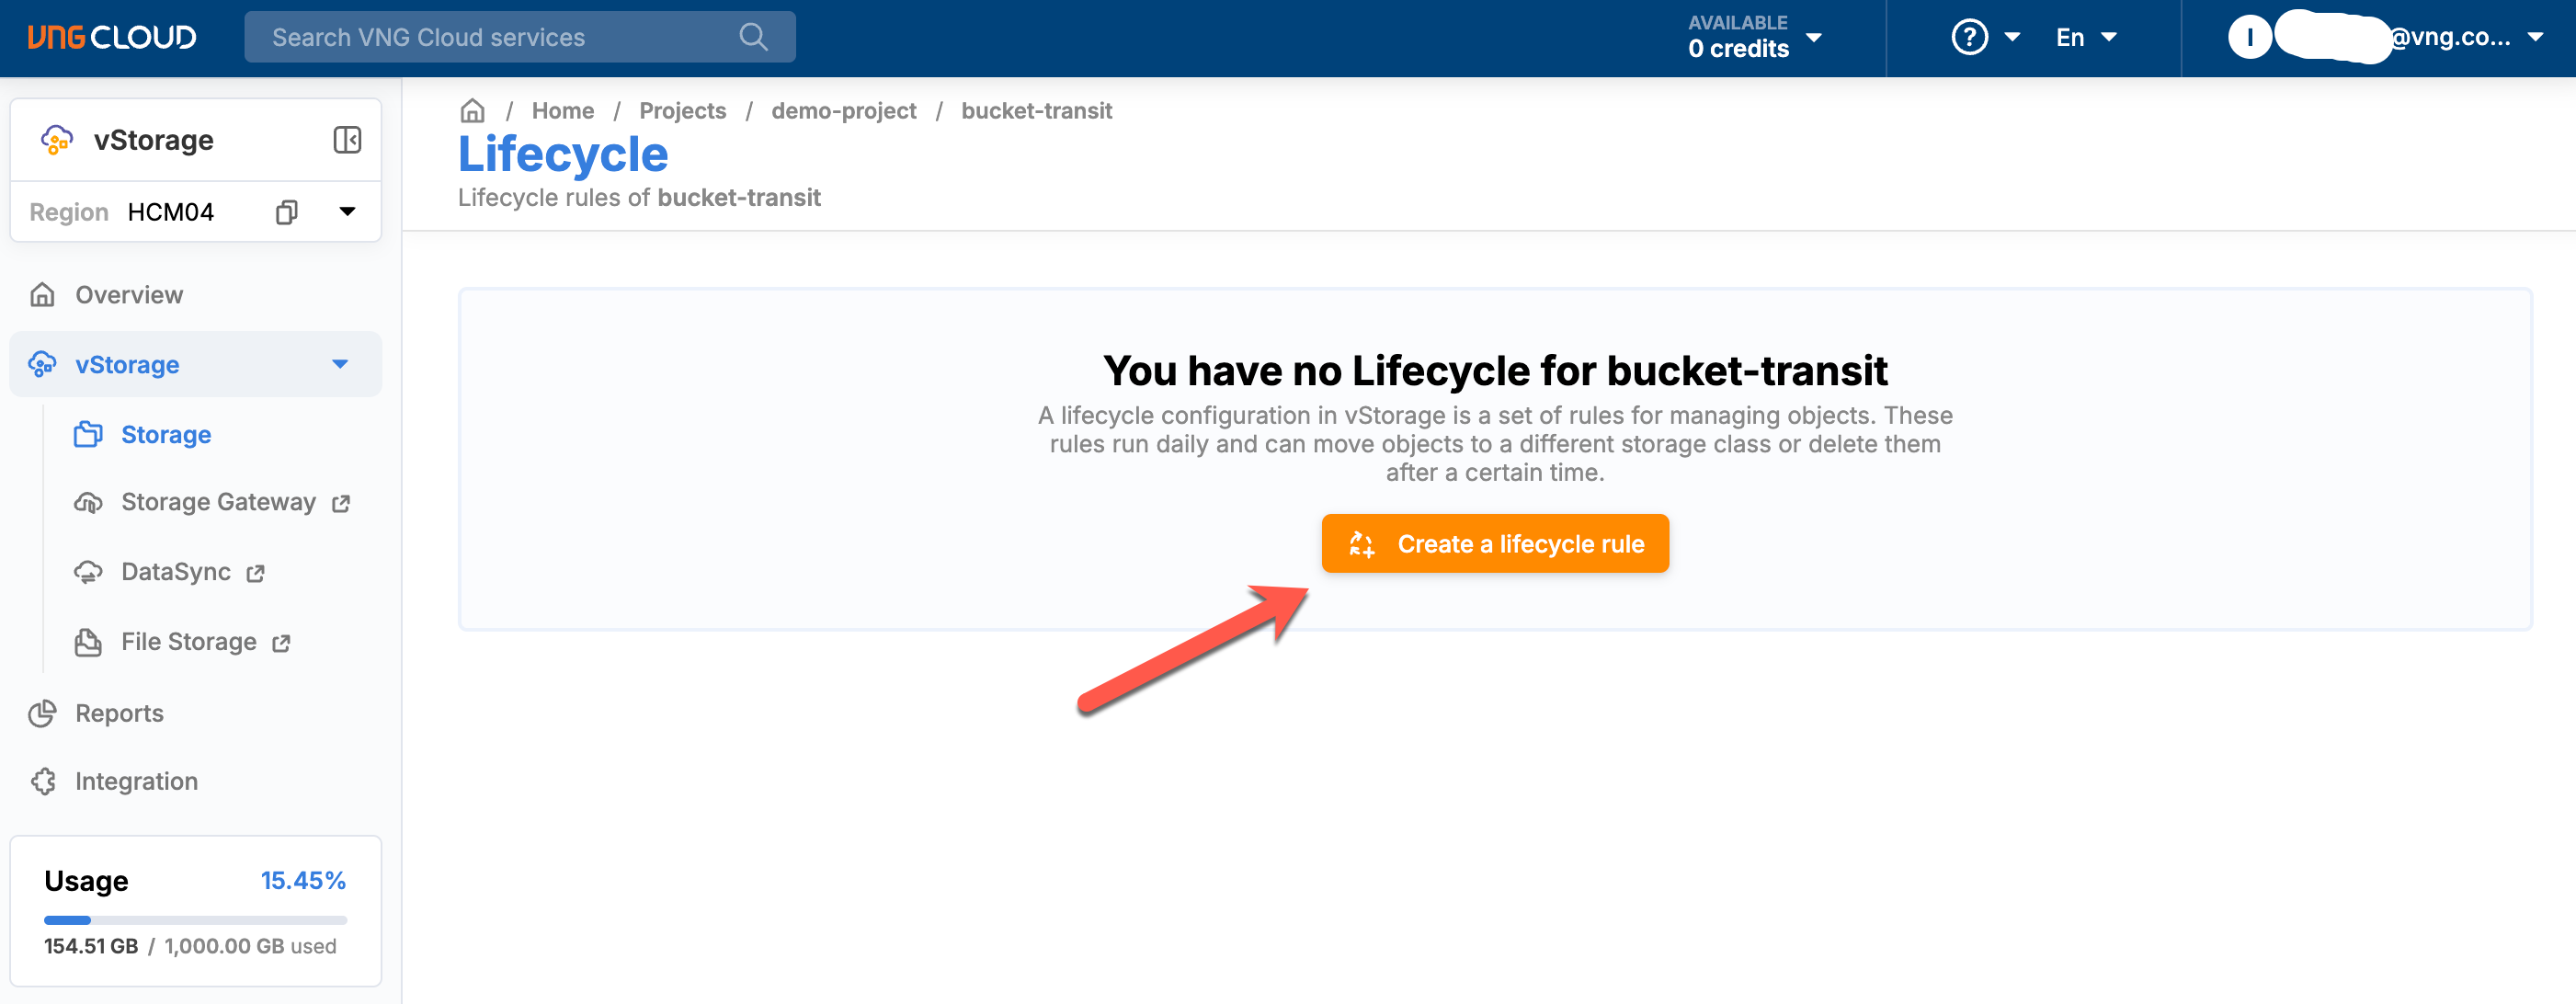 VNG CLOUD
Search VNG Cloud services
AVAILABLE
0 credits
?
En
I
@vng.co...
vStorage
Region HCM04
Overview
vStorage
Storage
Storage Gateway
DataSync
File Storage
Reports
Integration
Usage 15.45%
154.51 GB / 1,000.00 GB used
/ Home / Projects / demo-project / bucket-transit
Lifecycle
Lifecycle rules of bucket-transit
You have no Lifecycle for bucket-transit
A lifecycle configuration in vStorage is a set of rules for managing objects. These
rules run daily and can move objects to a different storage class or delete them
after a certain time.
Create a lifecycle rule